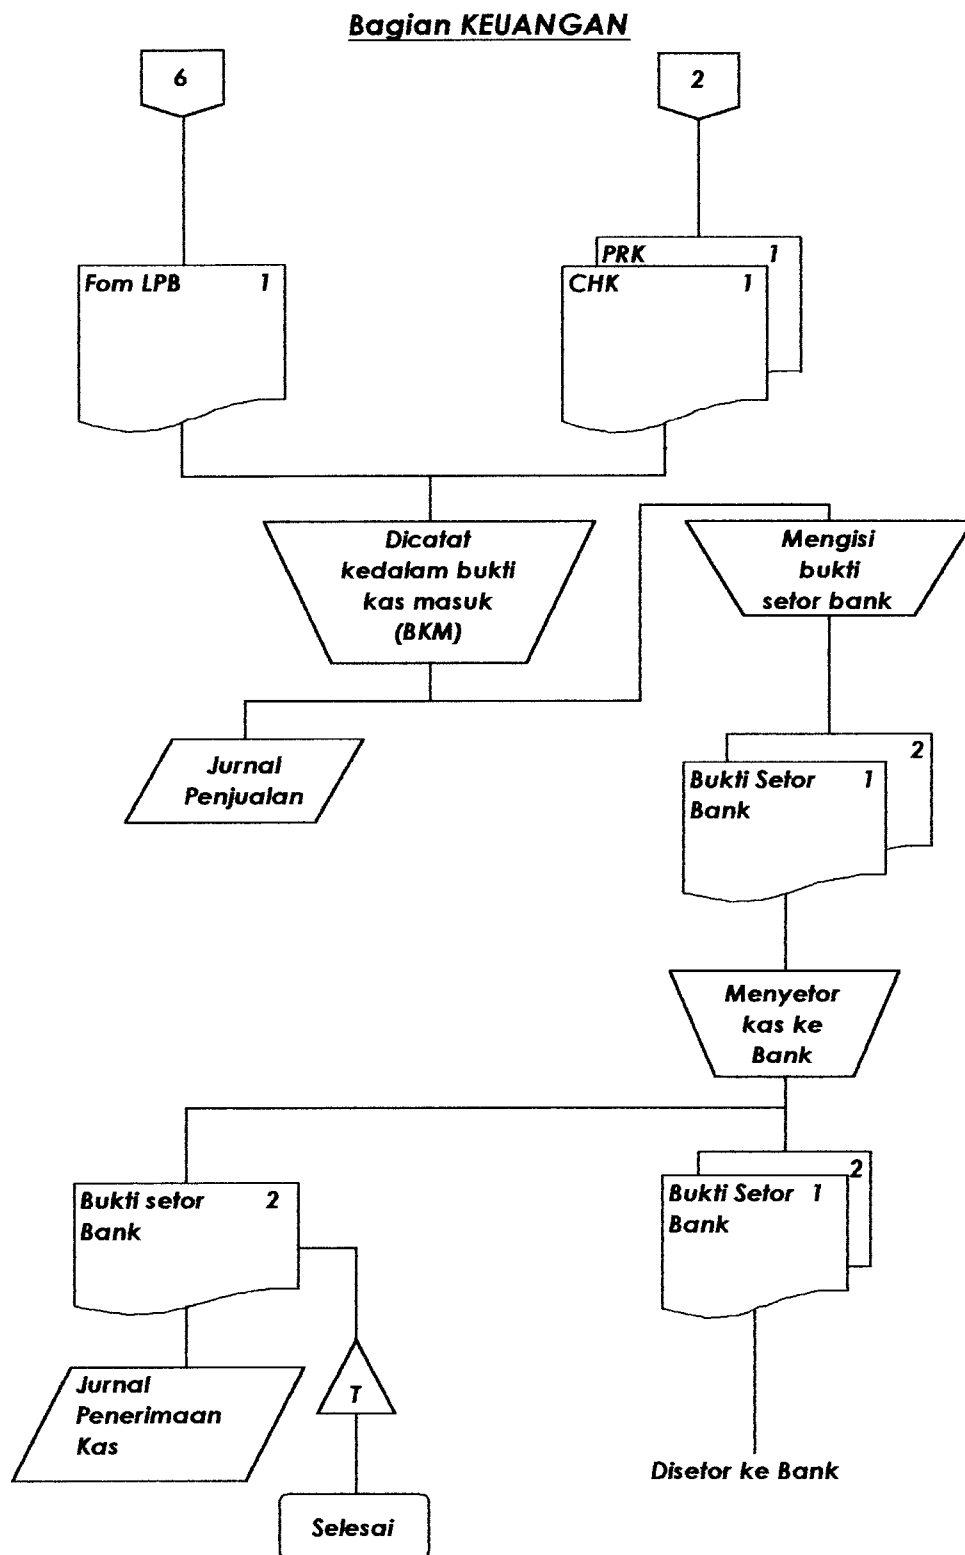 Bagian KEUANGAN
6
2
Fom LPB 1
PRK 1
CHK 1
Dicatat
kedalam bukti
kas masuk
(BKM)
Mengisi
bukti
setor bank
Jurnal
Penjualan
2
Bukti Setor 1
Bank
Menyetor
kas ke
Bank
Bukti setor 2
Bank
2
Bukti Setor 1
Bank
Jurnal
Penerimaan
Kas
T
Disetor ke Bank
Selesai